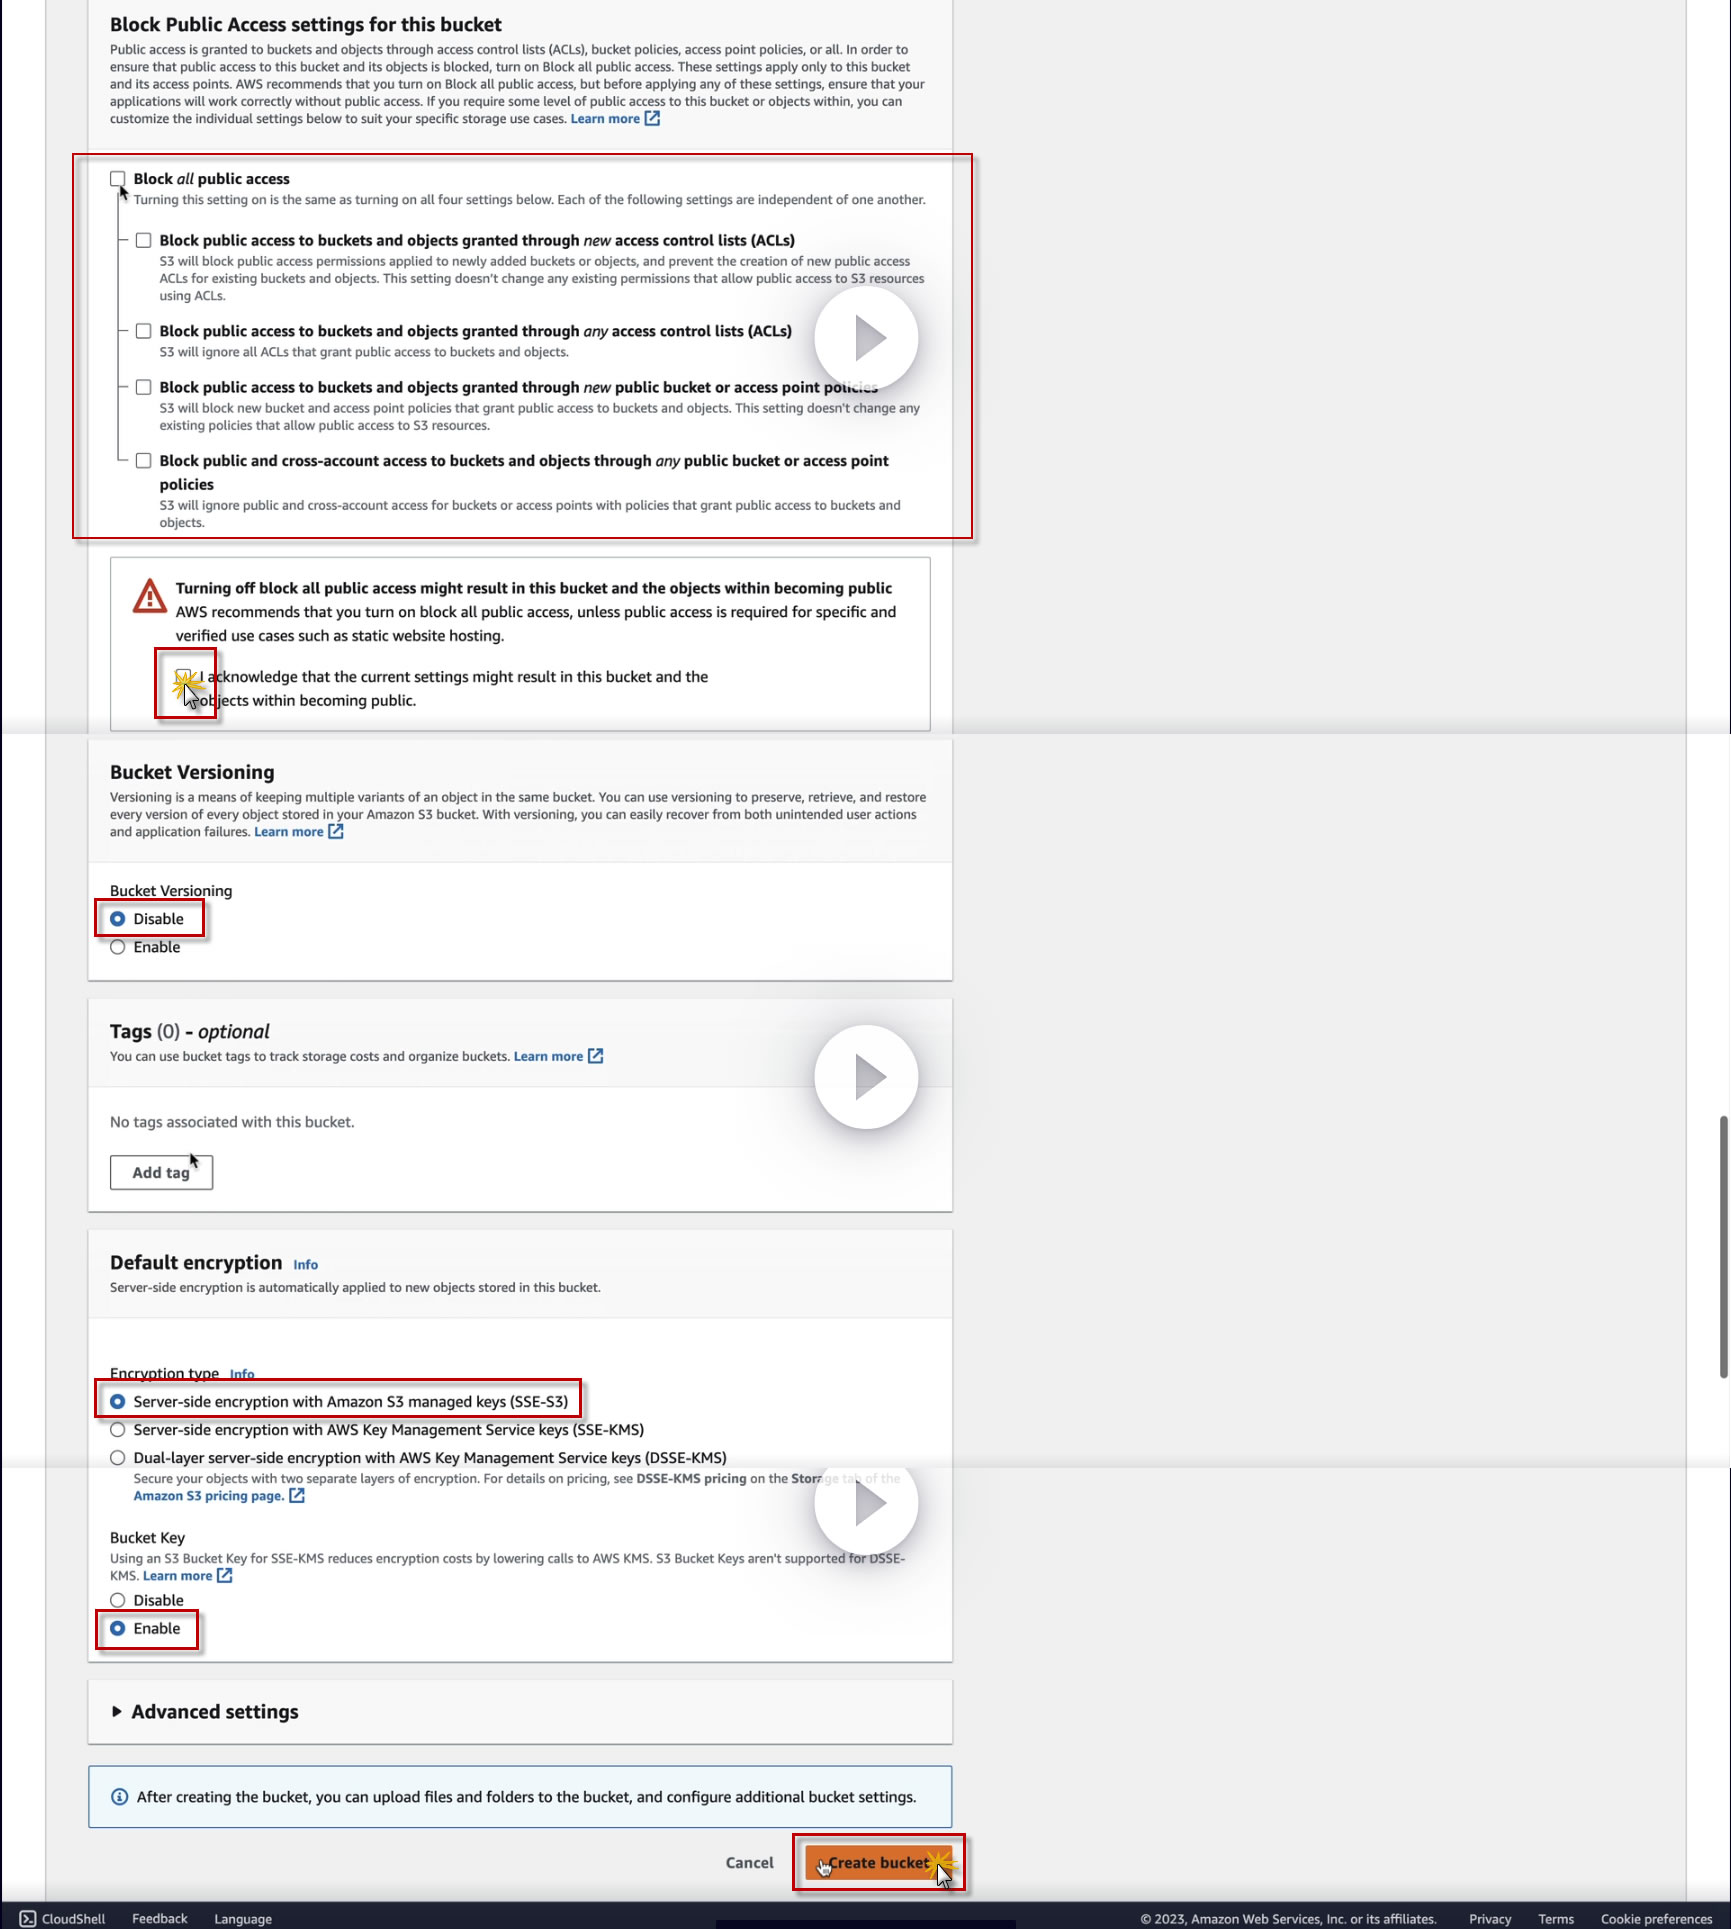 Block Public Access settings for this bucket
Public access is granted to buckets and objects through access control lists (ACLs), bucket policies, access point policies, or all. In order to
ensure that public access to this bucket and its objects is blocked, turn on Block all public access. These settings apply only to this bucket
and its access points. AWS recommends that you turn on Block all public access, but before applying any of these settings, ensure that your
applications will work correctly without public access. If you require some level of public access to this bucket or objects within, you can
customize the individual settings below to suit your specific storage use cases. Learn more
Block all public access
Turning this setting on is the same as turning on all four settings below. Each of the following settings are independent of one another.
Block public access to buckets and objects granted through new access control lists (ACLs)
S3 will block public access permissions applied to newly added buckets or objects, and prevent the creation of new public access
ACLs for existing buckets and objects. This setting doesn't change any existing permissions that allow public access to S3 resources
using ACLs.
Block public access to buckets and objects granted through any access control lists (ACLs)
S3 will ignore all ACLs that grant public access to buckets and objects.
Block public access to buckets and objects granted through new public bucket or access point policies
S3 will block new bucket and access point policies that grant public access to buckets and objects. This setting doesn't change any
existing policies that allow public access to S3 resources.
Block public and cross-account access to buckets and objects through any public bucket or access point
policies
S3 will ignore public and cross-account access for buckets or access points with policies that grant public access to buckets and
objects.
Turning off block all public access might result in this bucket and the objects within becoming public
AWS recommends that you turn on block all public access, unless public access is required for specific and
verified use cases such as static website hosting.
I acknowledge that the current settings might result in this bucket and the
objects within becoming public.
Bucket Versioning
Versioning is a means of keeping multiple variants of an object in the same bucket. You can use versioning to preserve, retrieve, and restore
every version of every object stored in your Amazon S3 bucket. With versioning, you can easily recover from both unintended user actions
and application failures. Learn more
Bucket Versioning
Disable
Enable
Tags (0) - optional
You can use bucket tags to track storage costs and organize buckets. Learn more
No tags associated with this bucket.
Add tag
Default encryption Info
Server-side encryption is automatically applied to new objects stored in this bucket.
Encryption type Info
Server-side encryption with Amazon S3 managed keys (SSE-S3)
Server-side encryption with AWS Key Management Service keys (SSE-KMS)
Dual-layer server-side encryption with AWS Key Management Service keys (DSSE-KMS)
Secure your objects with two separate layers of encryption. For details on pricing, see DSSE-KMS pricing on the Storage tab of the
Amazon S3 pricing page.
Bucket Key
Using an S3 Bucket Key for SSE-KMS reduces encryption costs by lowering calls to AWS KMS. S3 Bucket Keys aren't supported for DSSE-
KMS. Learn more
Disable
Enable
Advanced settings
After creating the bucket, you can upload files and folders to the bucket, and configure additional bucket settings.
Cancel Create bucket
CloudShell Feedback Language © 2023, Amazon Web Services, Inc. or its affiliates. Privacy Terms Cookie preferences